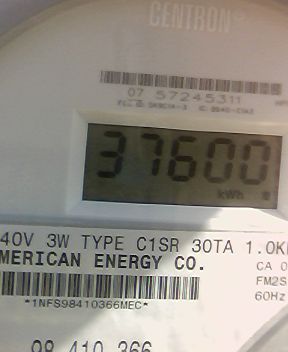 CENTRON
07 57245311
37600
kWh
40V 3W TYPE C1SR 30TA 1.0K
MERICAN ENERGY CO.
CA 0
FM2S
60Hz
*1NFS98410366MEC*
98 410 366